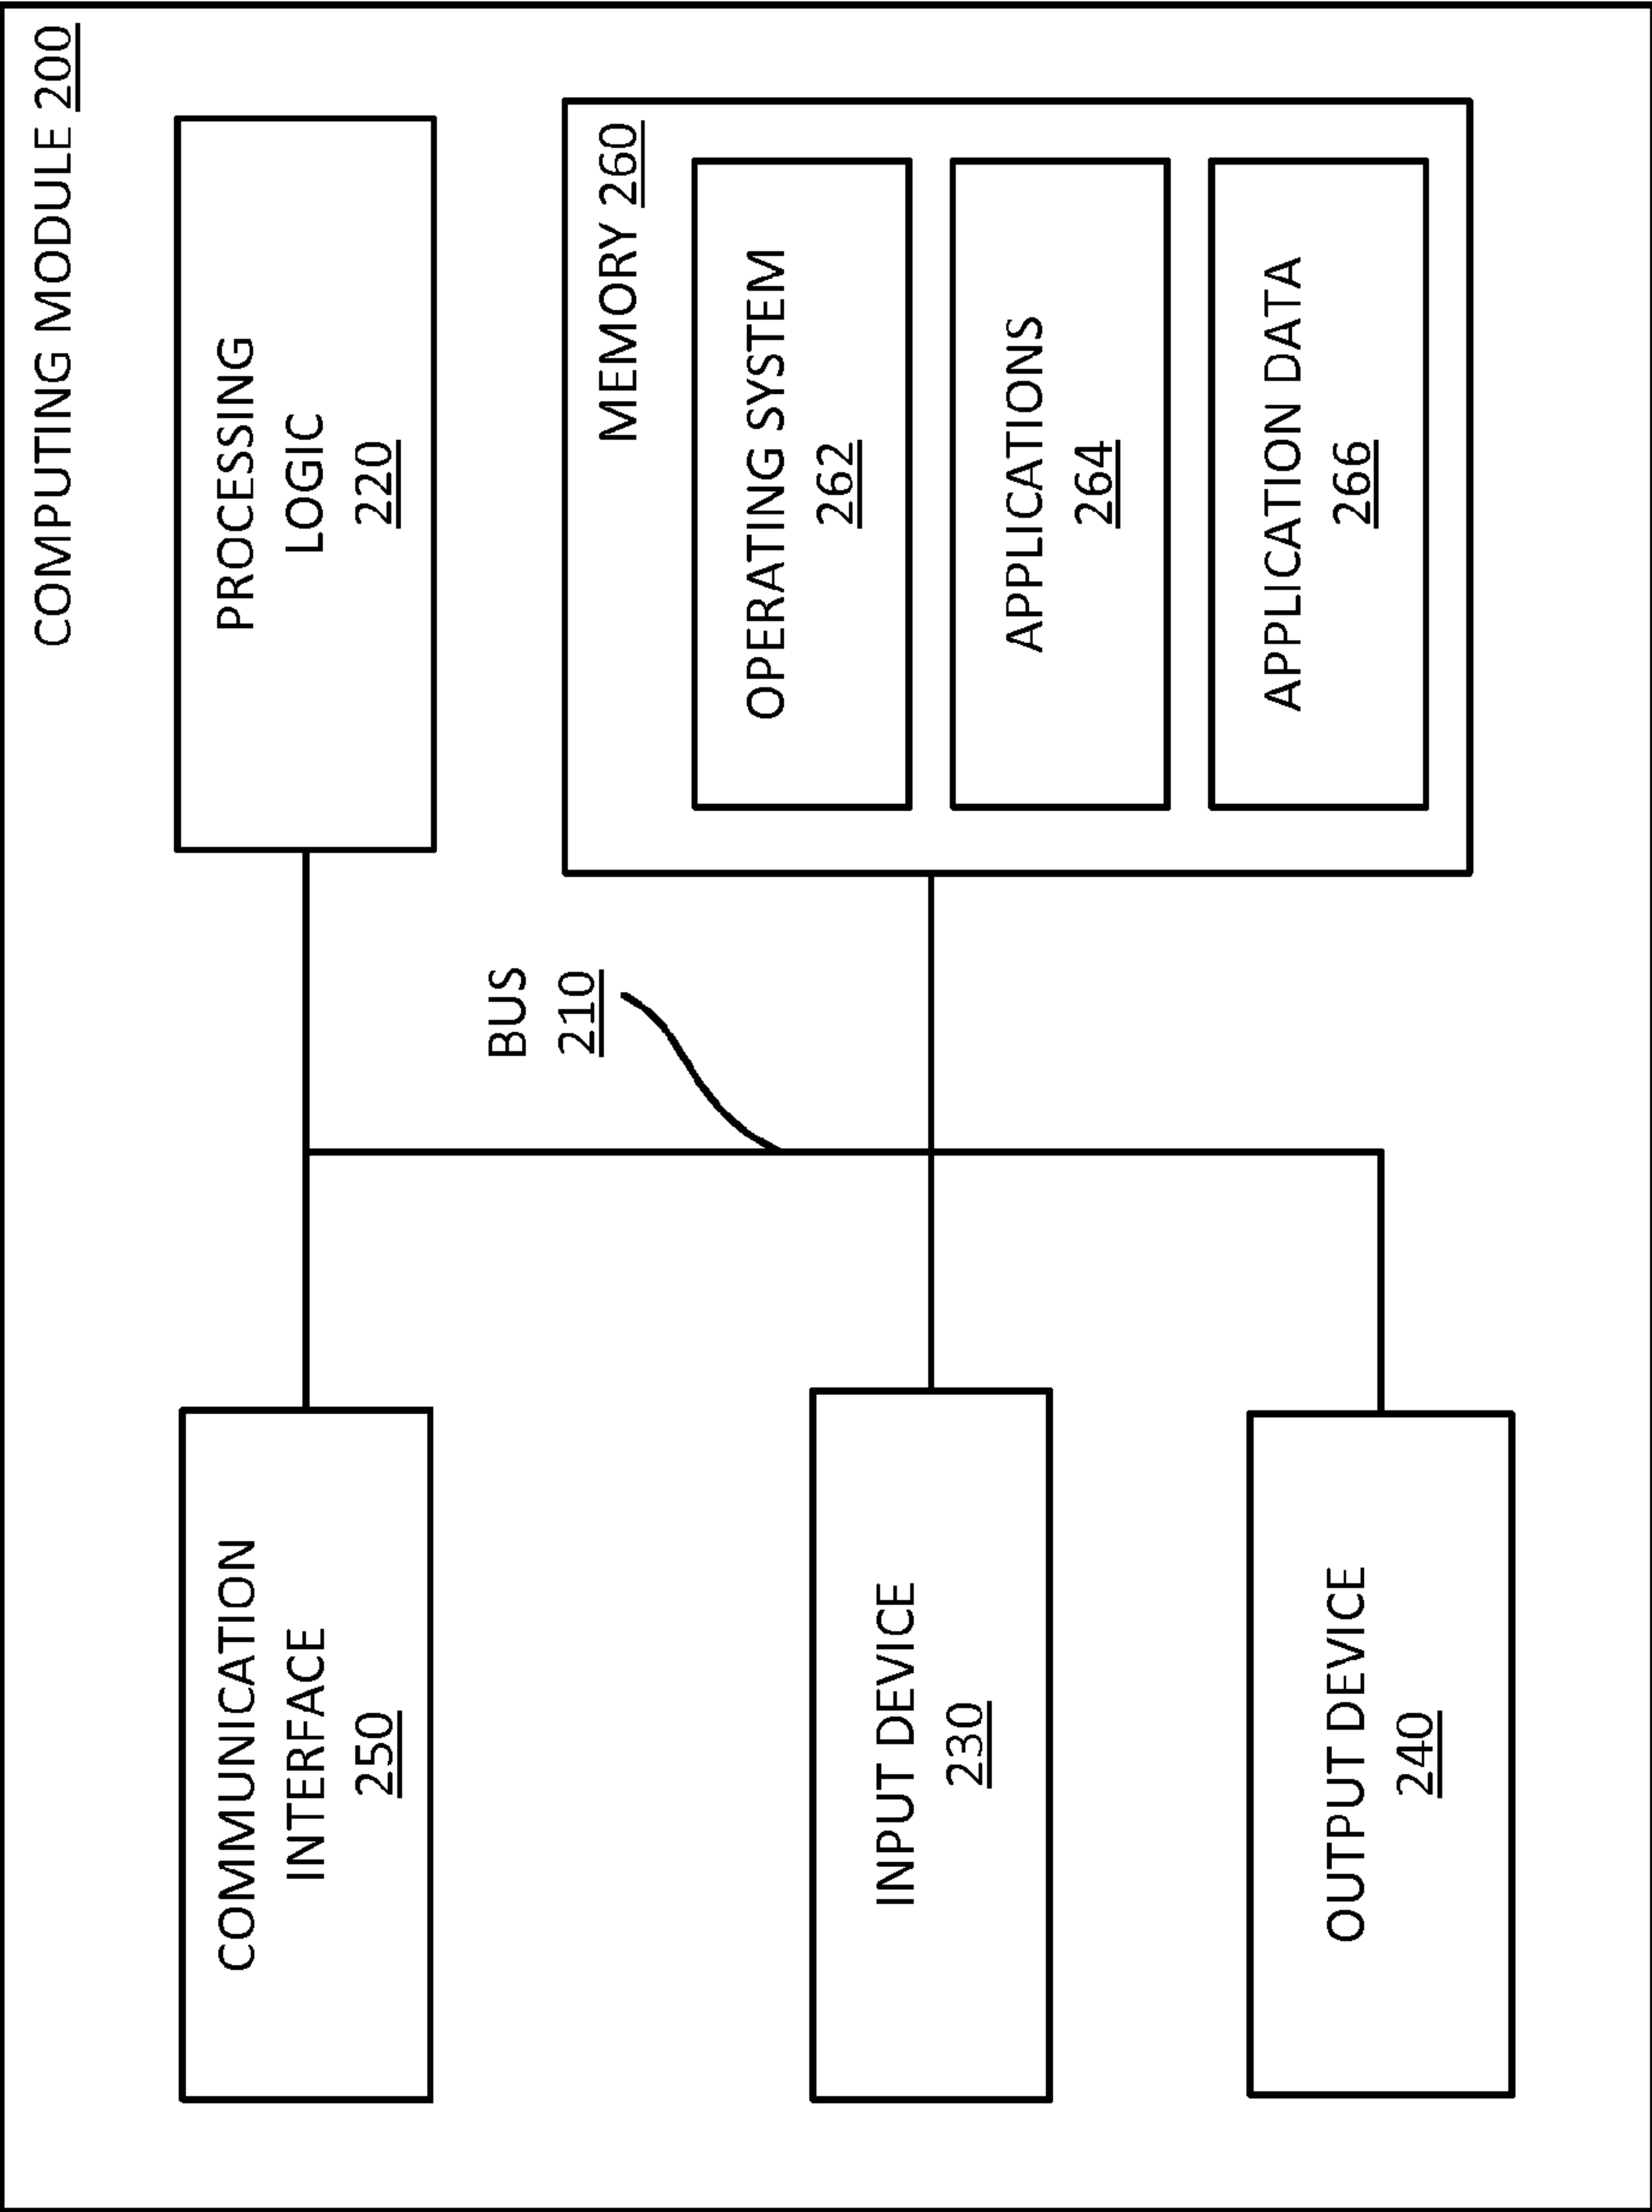 COMPUTING MODULE 200
COMMUNICATION
INTERFACE
250
PROCESSING
LOGIC
220
BUS
210
MEMORY 260
OPERATING SYSTEM
262
INPUT DEVICE
230
APPLICATIONS
264
OUTPUT DEVICE
240
APPLICATION DATA
266